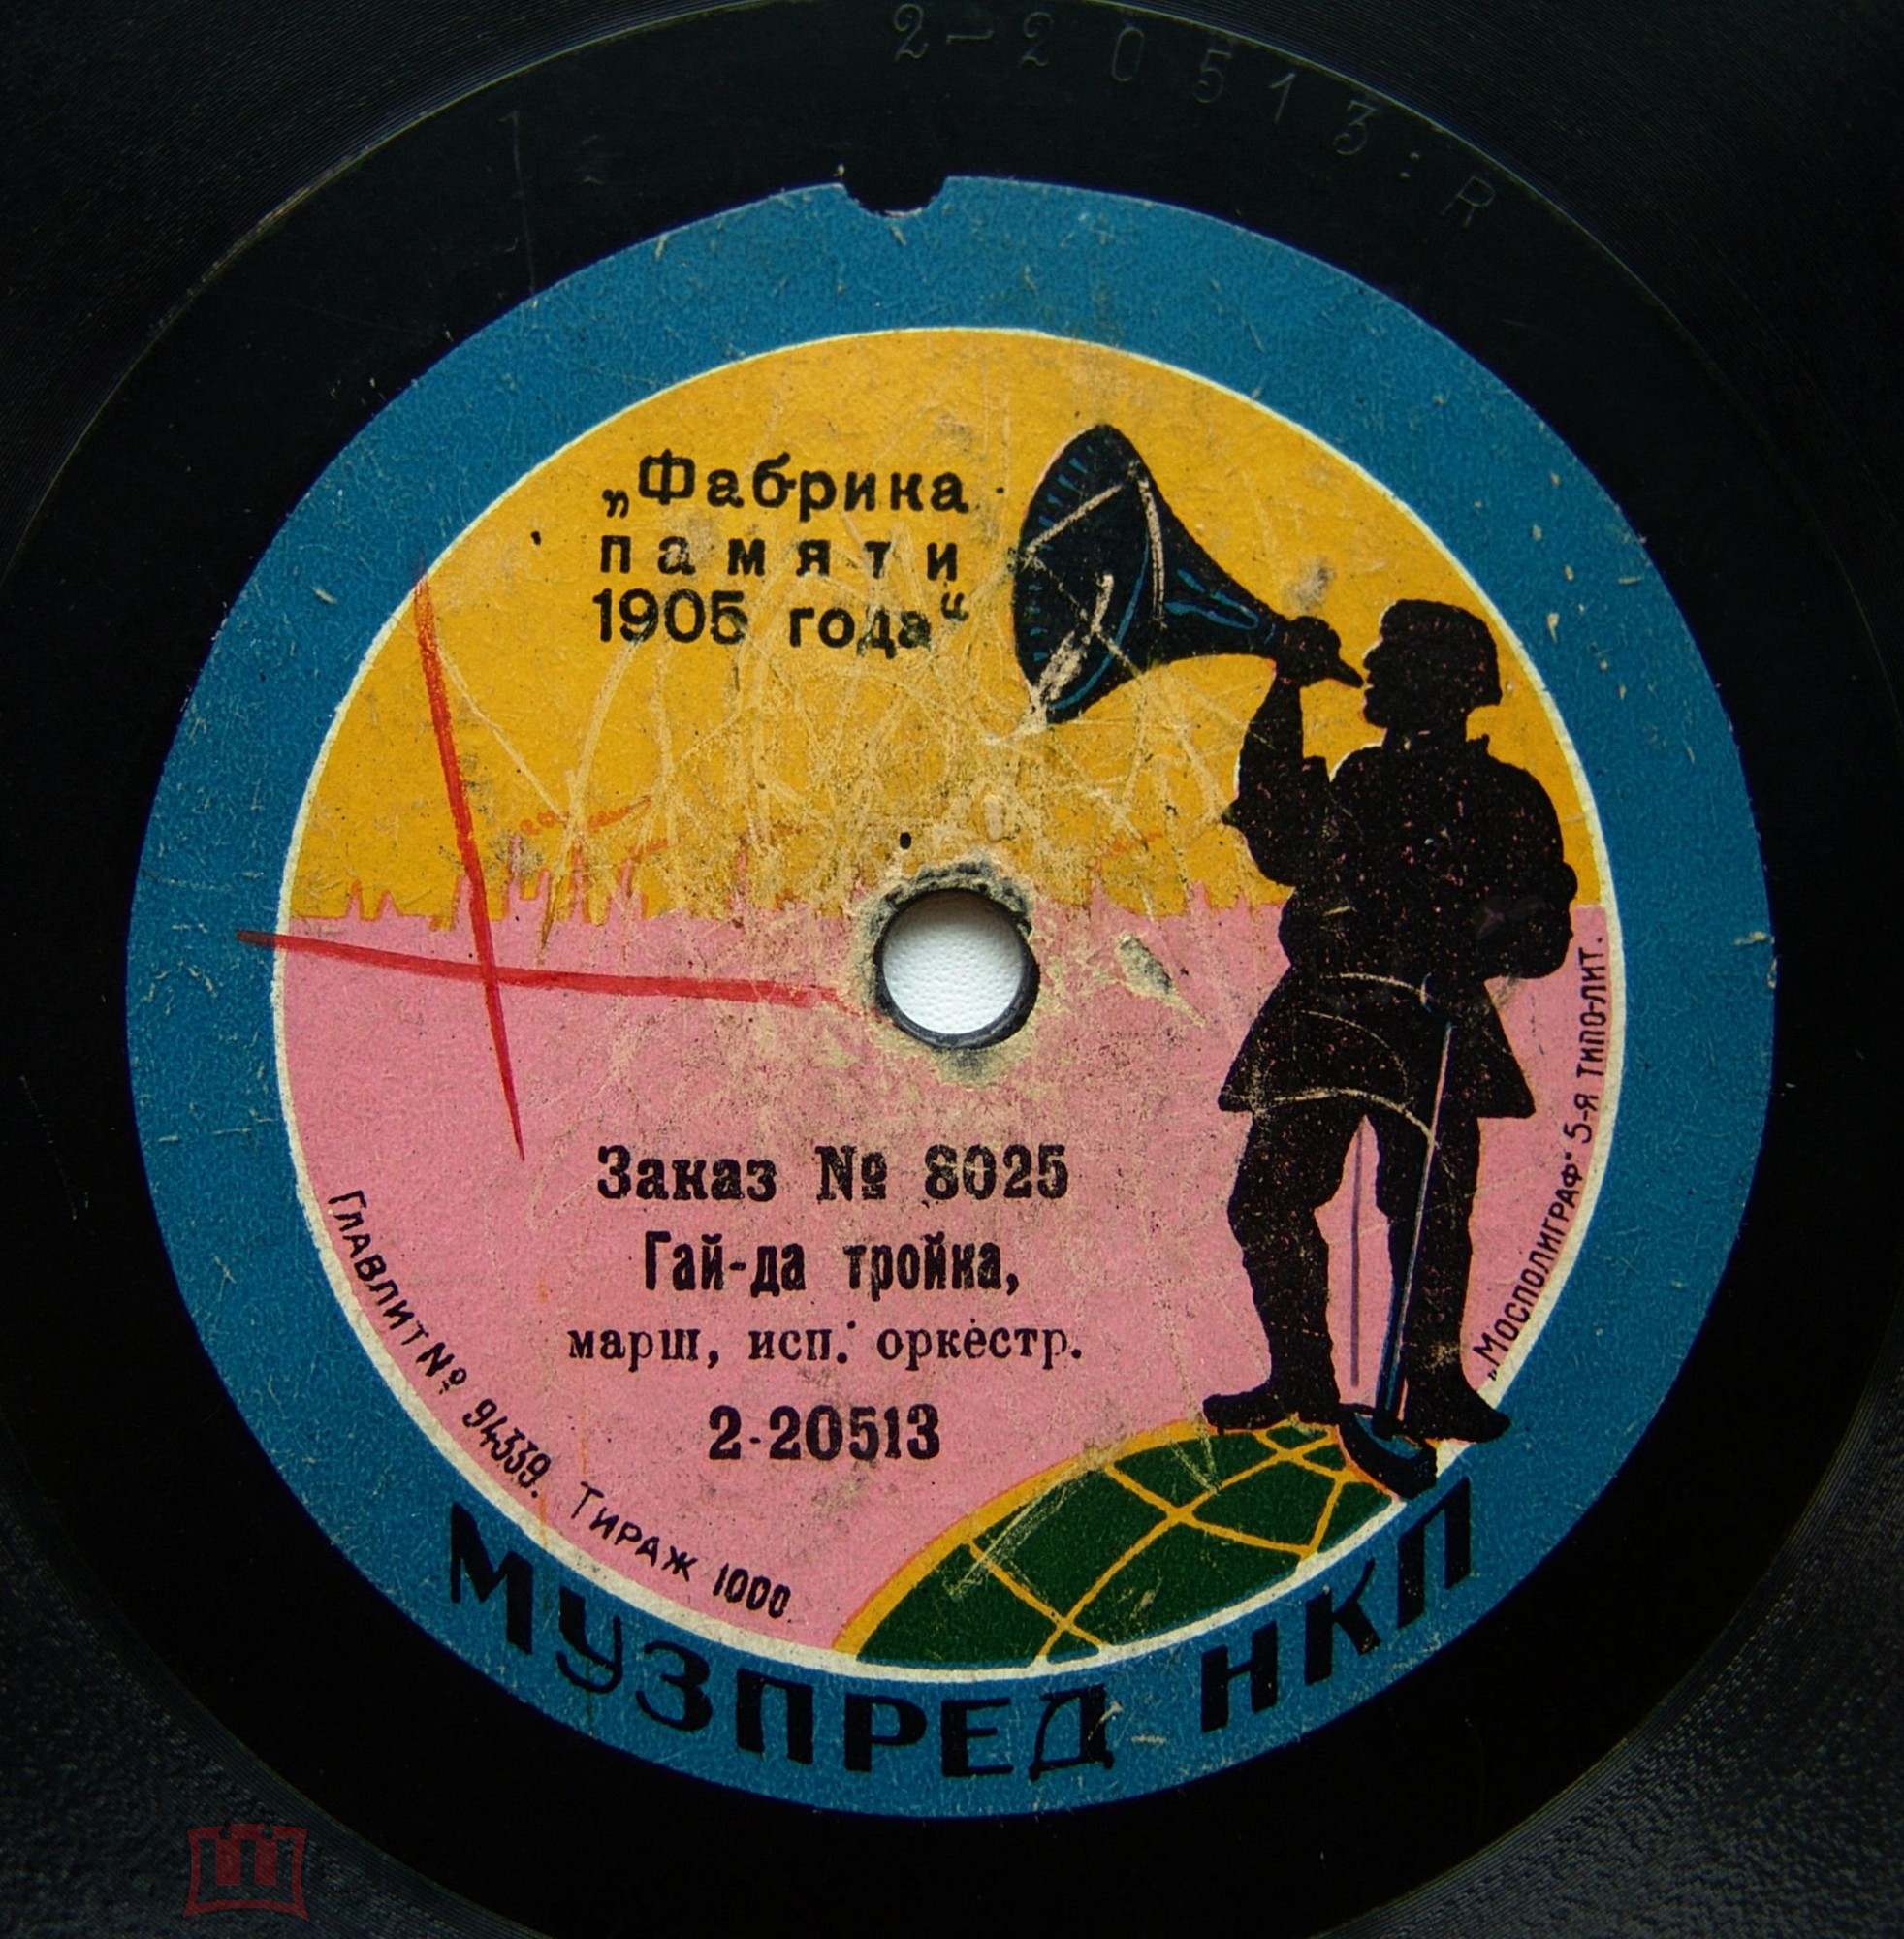 2-20513:R
„Фабрика
памяти
1905 года“
Заказ № 8025
Гай-да тройка,
марш, исп. оркестр.
2-20513
Главлит № 94339. Тираж 1000
„Мосполиграф“ 5-я типо-лит.
МУЗПРЕД НКП